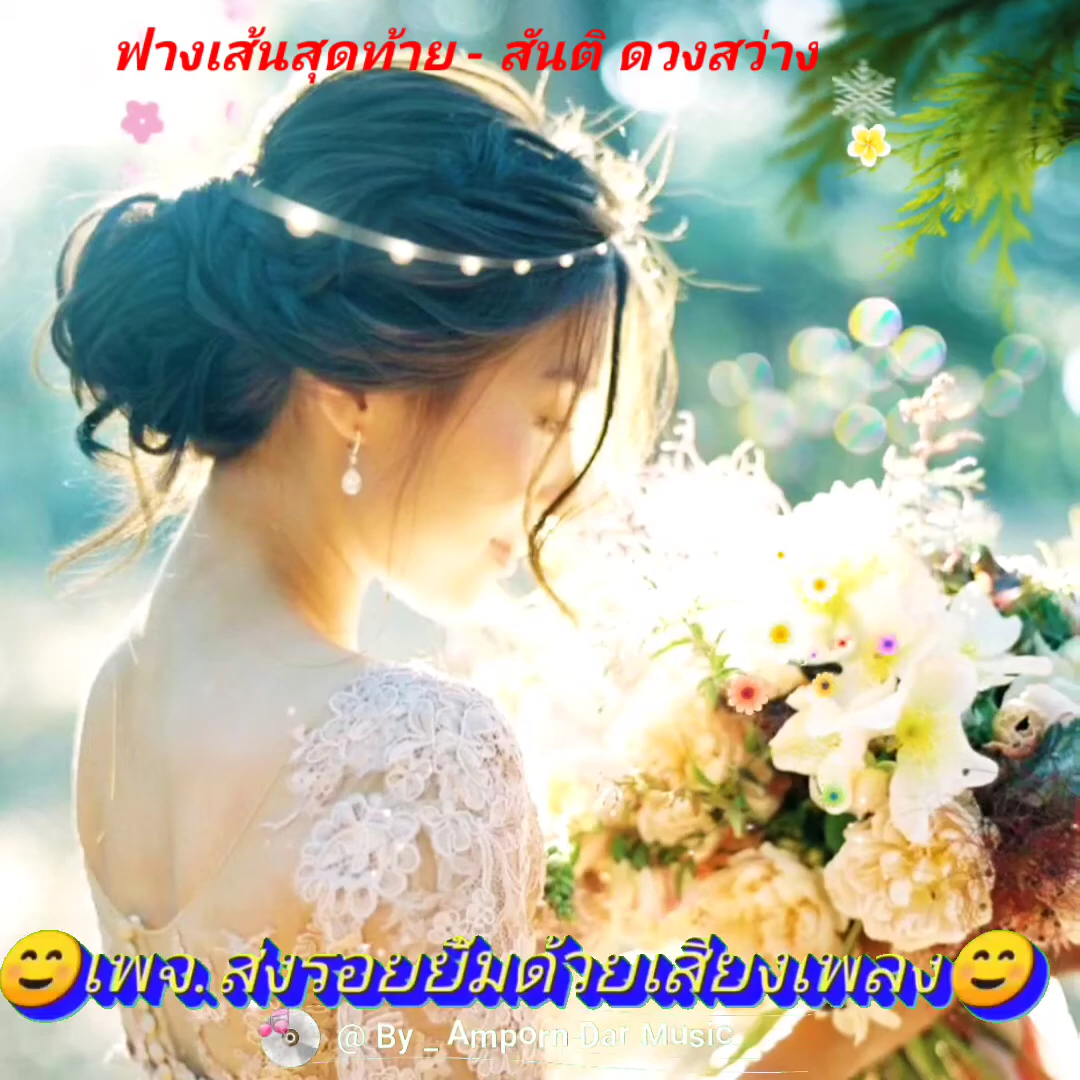 ฟางเส้นสุดท้าย - สันติ ดวงสว่าง
เพจ. ส่งรอยยิ้มด้วยเสียงเพลง
@ By _ Amporn-Dar Music